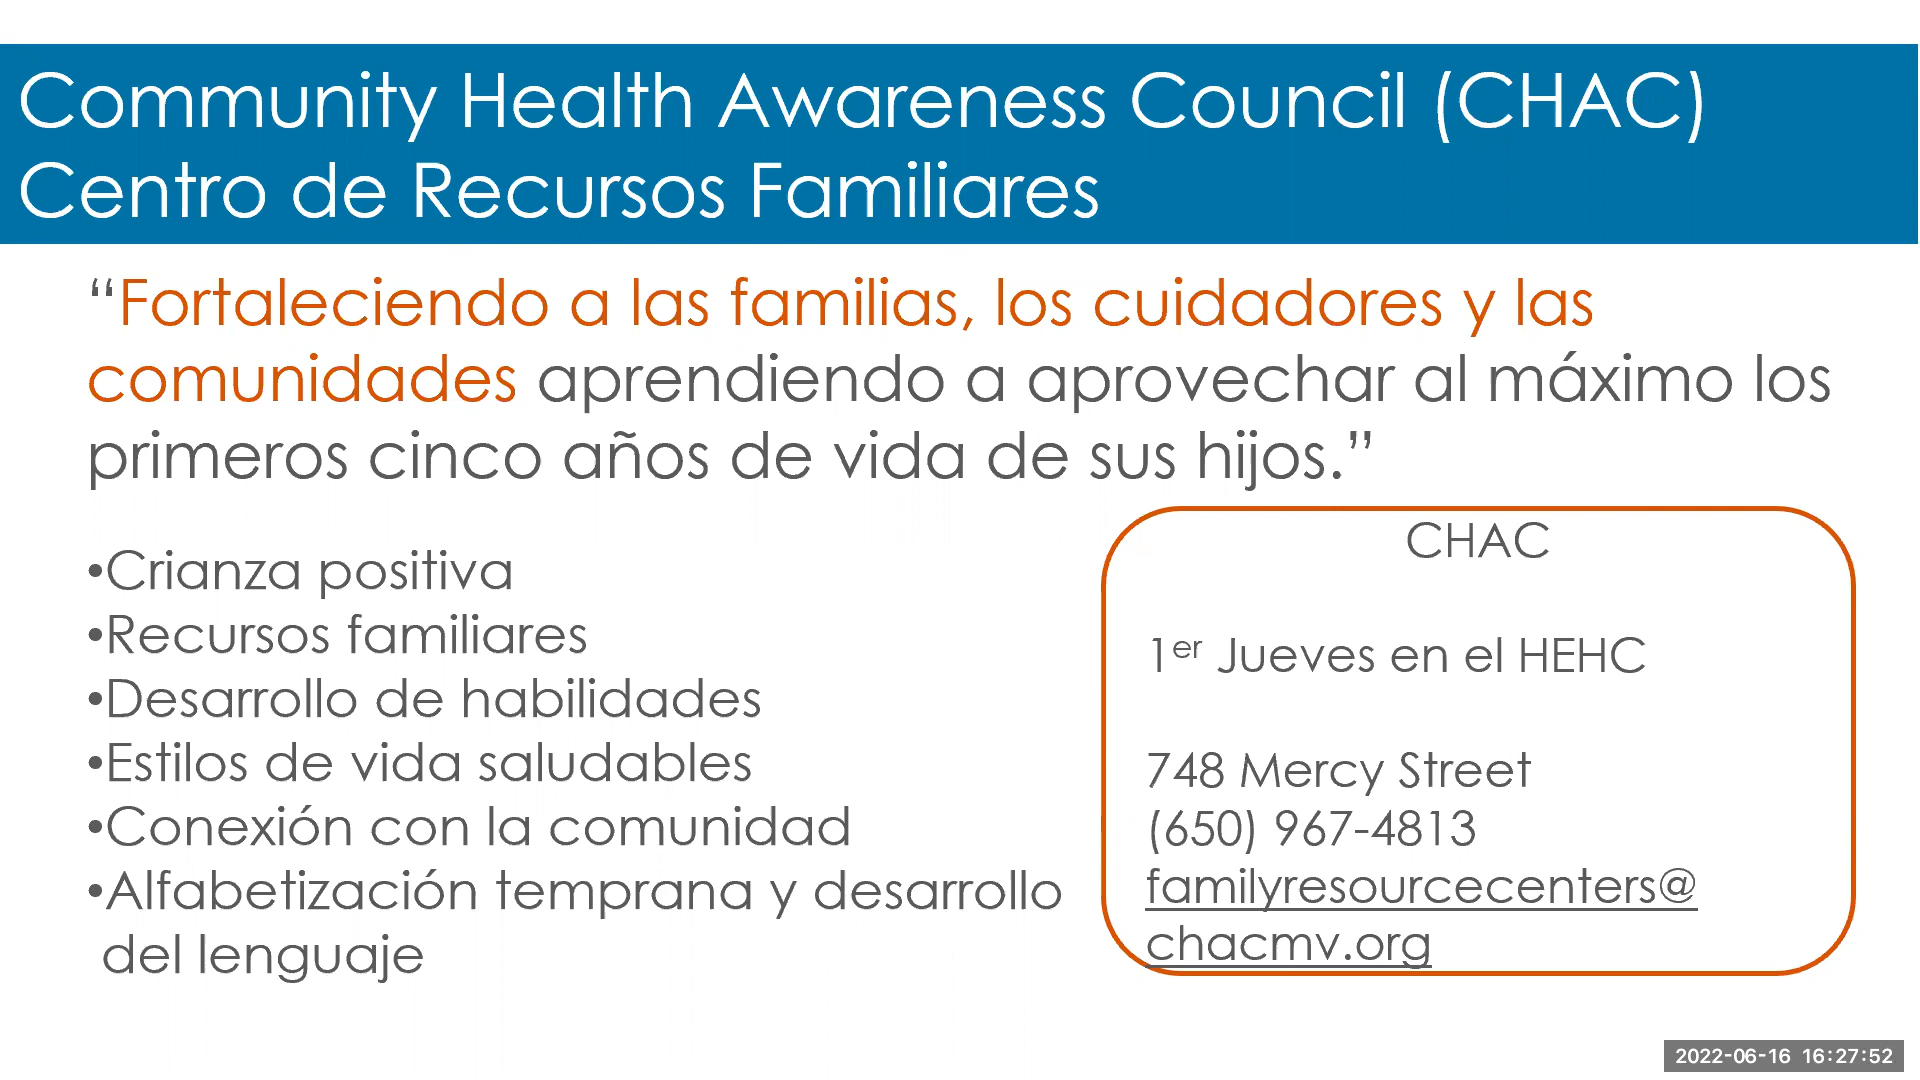 Community Health Awareness Council (CHAC)
Centro de Recursos Familiares
“Fortaleciendo a las familias, los cuidadores y las
comunidades aprendiendo a aprovechar al máximo los
primeros cinco años de vida de sus hijos.”
•Crianza positiva
•Recursos familiares
•Desarrollo de habilidades
•Estilos de vida saludables
•Conexión con la comunidad
•Alfabetización temprana y desarrollo
del lenguaje
CHAC
1er Jueves en el HEHC
748 Mercy Street
(650) 967-4813
familyresourcecenters@
chacmv.org
2022-06-16 16:27:52